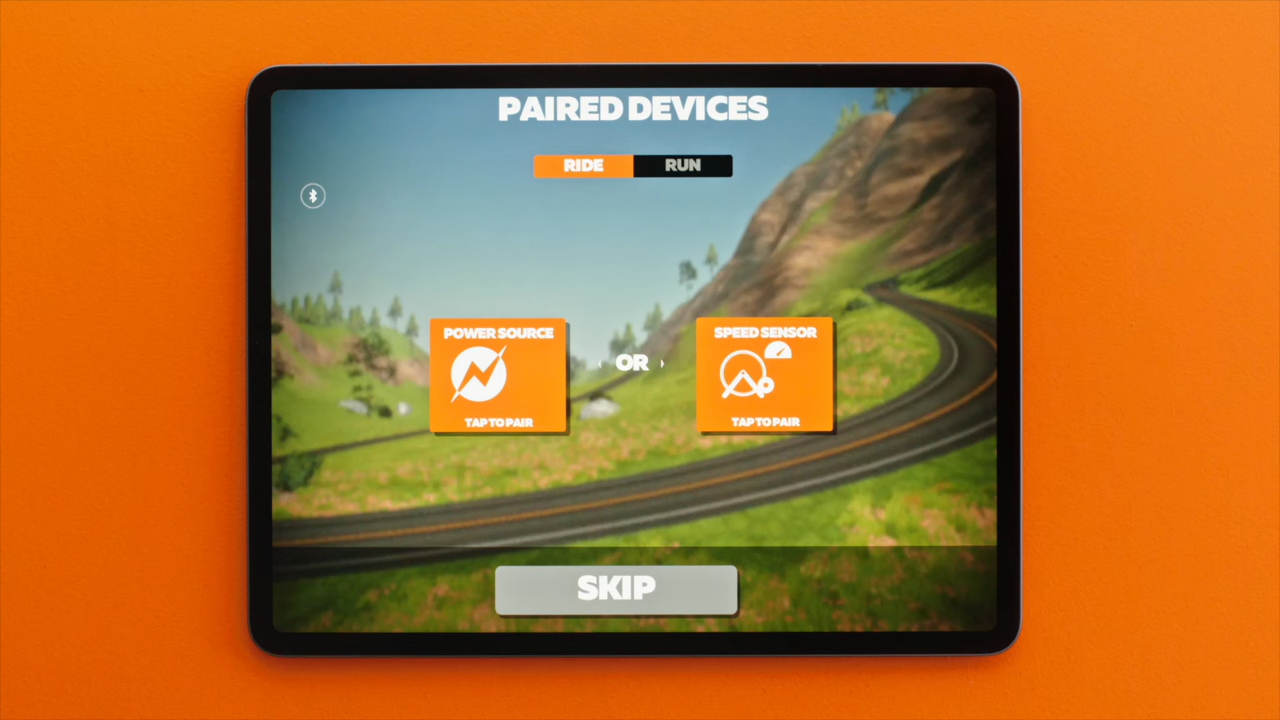 PAIRED DEVICES
RIDE RUN
POWER SOURCE
TAP TO PAIR
OR
SPEED SENSOR
TAP TO PAIR
SKIP